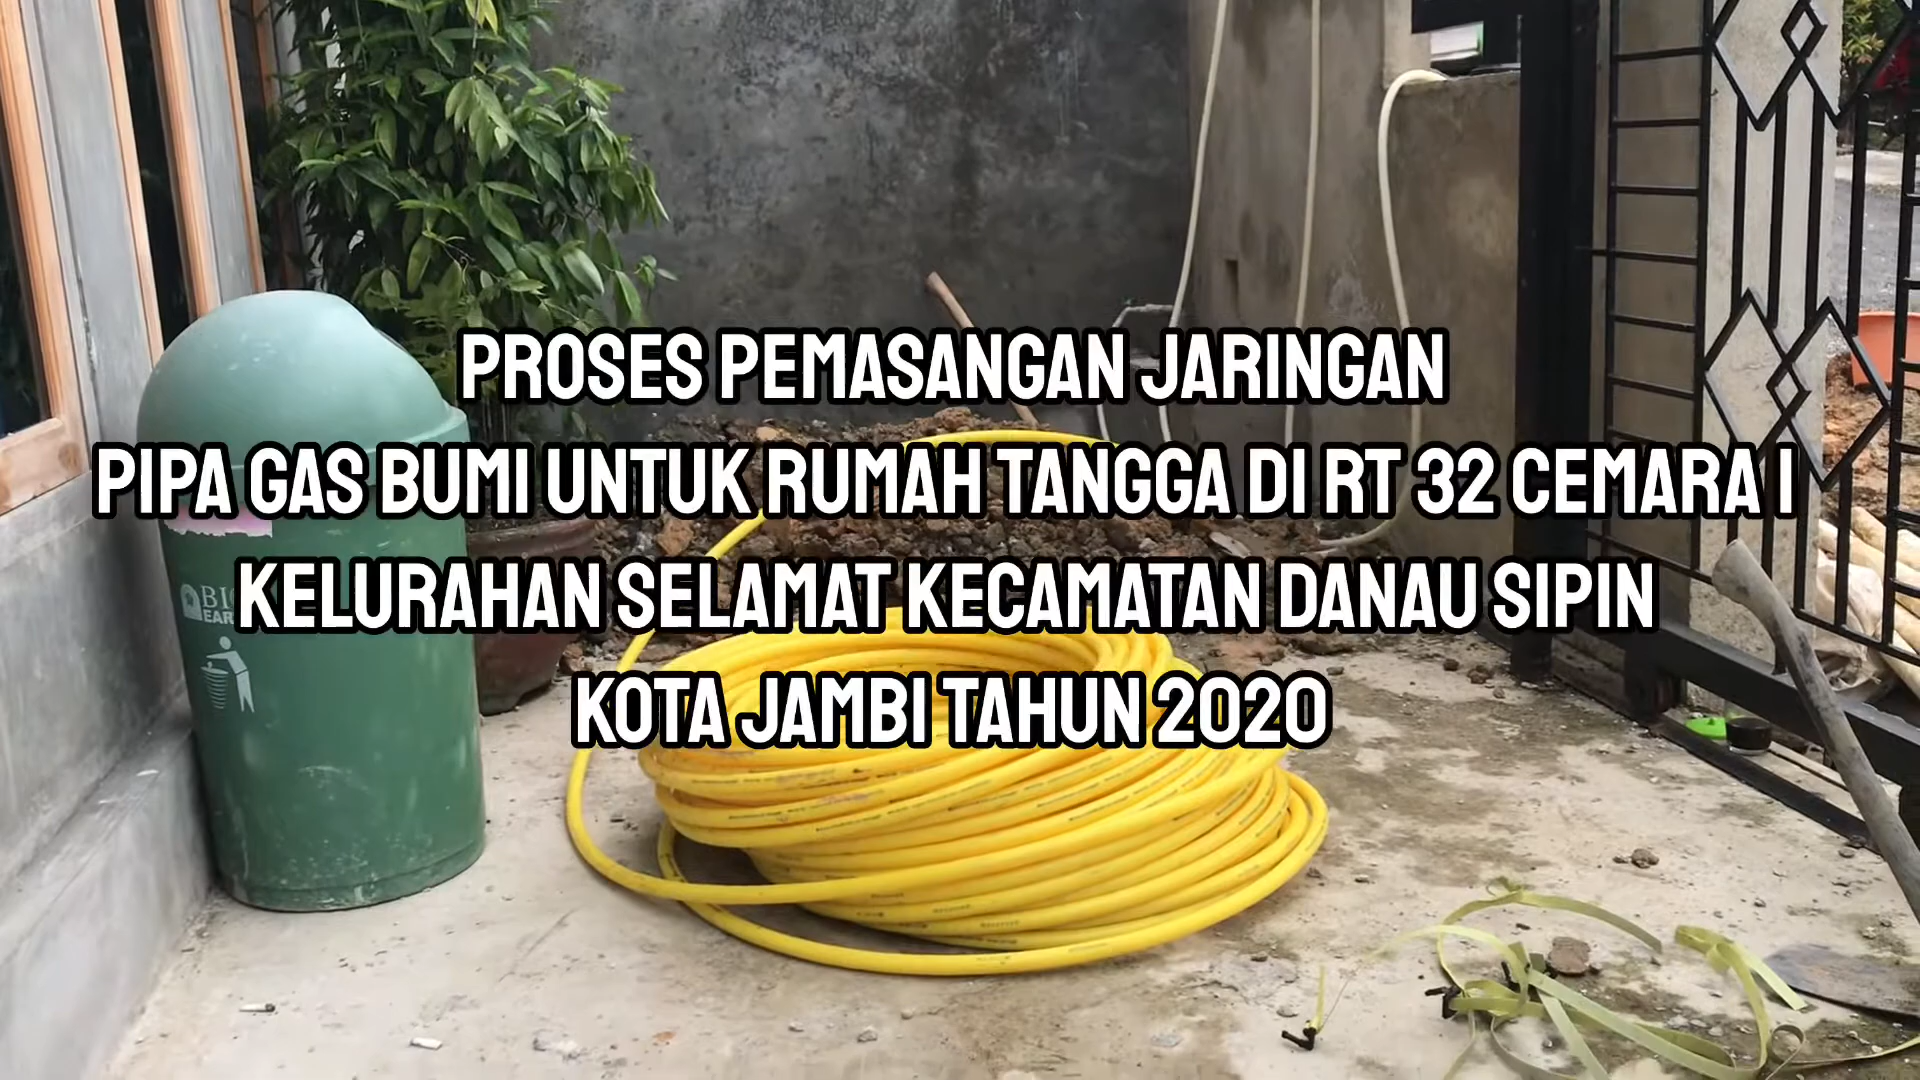 PROSES PEMASANGAN JARINGAN
PIPA GAS BUMI UNTUK RUMAH TANGGA DI RT 32 CEMARA I
KELURAHAN SELAMAT KECAMATAN DANAU SIPIN
KOTA JAMBI TAHUN 2020